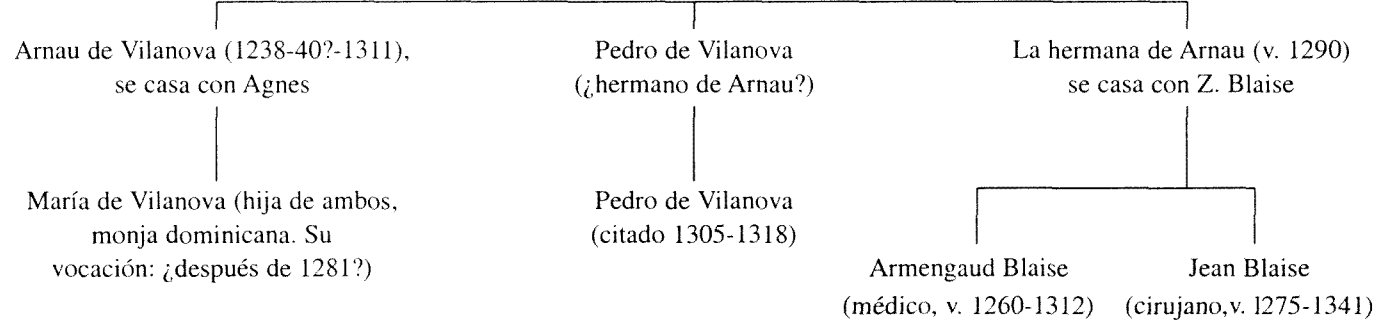 Arnau de Vilanova (1238-40?-1311),
se casa con Agnes
Pedro de Vilanova
(¿hermano de Arnau?)
La hermana de Arnau (v. 1290)
se casa con Z. Blaise
María de Vilanova (hija de ambos,
monja dominicana. Su
vocación: ¿después de 1281?)
Pedro de Vilanova
(citado 1305-1318)
Armengaud Blaise
(médico, v. 1260-1312)
Jean Blaise
(cirujano,v. 1275-1341)